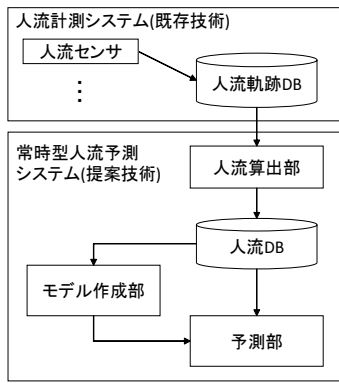 人流計測システム(既存技術)
人流センサ
⋮
人流軌跡DB
常時型人流予測
システム(提案技術)
人流算出部
人流DB
モデル作成部
予測部